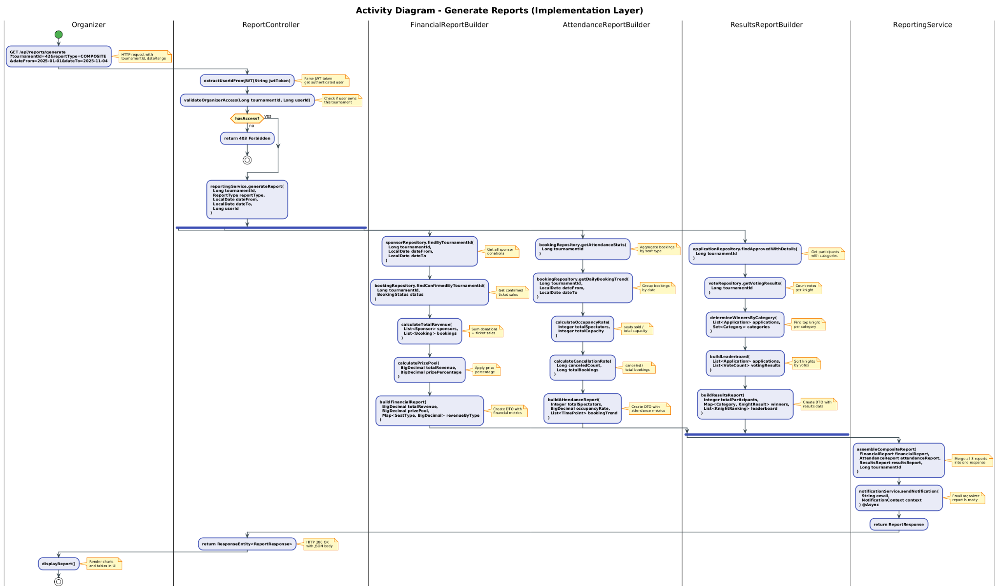 Activity Diagram - Generate Reports (Implementation Layer)
Organizer
ReportController
FinancialReportBuilder
AttendanceReportBuilder
ResultsReportBuilder
ReportingService
GET /api/reports/generate
?tournamentId=42&reportType=COMPOSITE
&dateFrom=2025-01-01&dateTo=2025-11-04
HTTP request with
tournamentId, dateRange
extractUserIdFromJWT(String jwtToken)
Parse JWT token
get authenticated user
validateOrganizerAccess(Long tournamentId, Long userId)
Check if user owns
this tournament
hasAccess?
yes
no
return 403 Forbidden
reportingService.generateReport(
Long tournamentId,
ReportType reportType,
LocalDate dateFrom,
LocalDate dateTo,
Long userId
)
sponsorRepository.findByTournamentId(
Long tournamentId,
LocalDate dateFrom,
LocalDate dateTo
)
Get all sponsor
donations
bookingRepository.findConfirmedByTournamentId(
Long tournamentId,
BookingStatus status
)
Get confirmed
ticket sales
calculateTotalRevenue(
List<Sponsor> sponsors,
List<Booking> bookings
)
Sum donations
+ ticket sales
calculatePrizePool(
BigDecimal totalRevenue,
BigDecimal prizePercentage
)
Apply prize
percentage
buildFinancialReport(
BigDecimal totalRevenue,
BigDecimal prizePool,
Map<SeatType, BigDecimal> revenueByType
)
Create DTO with
financial metrics
bookingRepository.getAttendanceStats(
Long tournamentId
)
Aggregate bookings
by seat type
bookingRepository.getDailyBookingTrend(
Long tournamentId,
LocalDate dateFrom,
LocalDate dateTo
)
Group bookings
by date
calculateOccupancyRate(
Integer totalSpectators,
Integer totalCapacity
)
seats sold /
total capacity
calculateCancellationRate(
Long canceledCount,
Long totalBookings
)
canceled /
total bookings
buildAttendanceReport(
Integer totalSpectators,
BigDecimal occupancyRate,
List<TimePoint> bookingTrend
)
Create DTO with
attendance metrics
applicationRepository.findApprovedWithDetails(
Long tournamentId
)
Get participants
with categories
voteRepository.getVotingResults(
Long tournamentId
)
Count votes
per knight
determineWinnersByCategory(
List<Application> applications,
Set<Category> categories
)
Find top knight
per category
buildLeaderboard(
List<Application> applications,
List<VoteCount> votingResults
)
Sort knights
by votes
buildResultsReport(
Integer totalParticipants,
Map<Category, KnightResult> winners,
List<KnightRanking> leaderboard
)
Create DTO with
results data
assembleCompositeReport(
FinancialReport financialReport,
AttendanceReport attendanceReport,
ResultsReport resultsReport,
Long tournamentId
)
Merge all 3 reports
into one response
notificationService.sendNotification(
String email,
NotificationContext context
) @Async
Email organizer
report is ready
return ReportResponse
return ResponseEntity<ReportResponse>
HTTP 200 OK
with JSON body
displayReport()
Render charts
and tables in UI